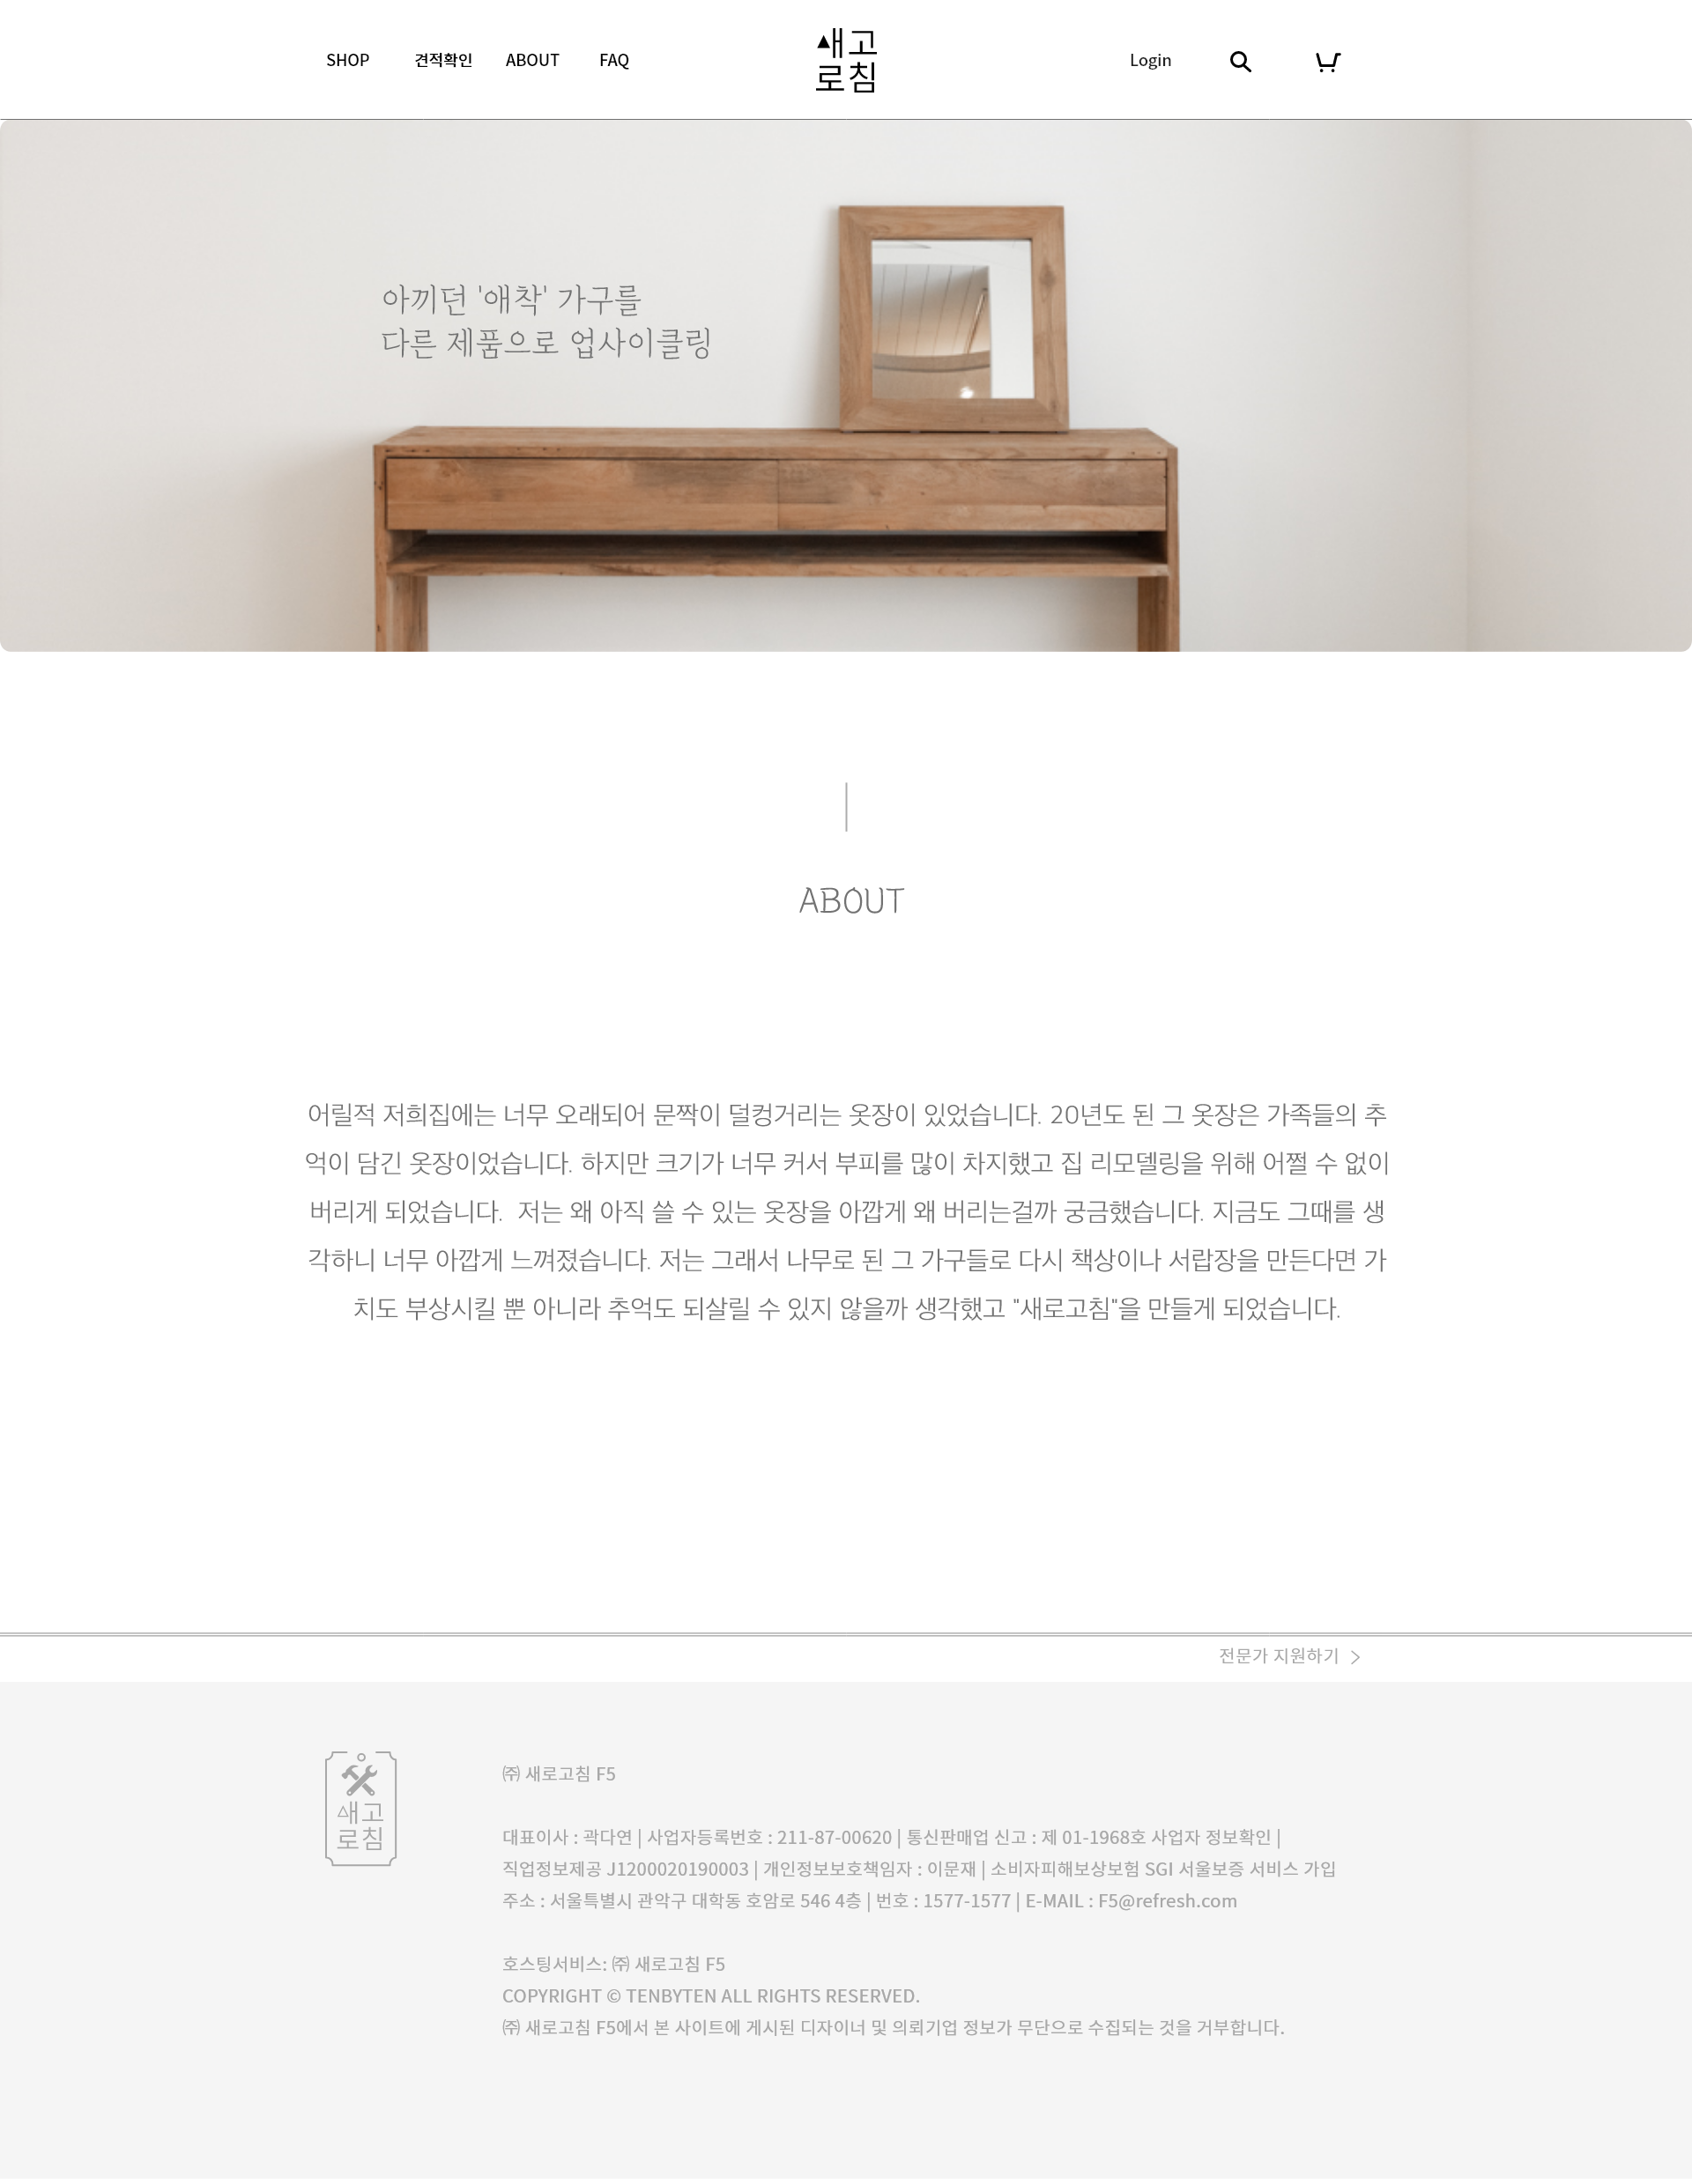 SHOP 견적확인 ABOUT FAQ
새고
로침
Login
아끼던 '애착' 가구를
다른 제품으로 업사이클링
ABOUT
어릴적 저희집에는 너무 오래되어 문짝이 덜컹거리는 옷장이 있었습니다. 20년도 된 그 옷장은 가족들의 추
억이 담긴 옷장이었습니다. 하지만 크기가 너무 커서 부피를 많이 차지했고 집 리모델링을 위해 어쩔 수 없이
버리게 되었습니다.  저는 왜 아직 쓸 수 있는 옷장을 아깝게 왜 버리는걸까 궁금했습니다. 지금도 그때를 생
각하니 너무 아깝게 느껴졌습니다. 저는 그래서 나무로 된 그 가구들로 다시 책상이나 서랍장을 만든다면 가
치도 부상시킬 뿐 아니라 추억도 되살릴 수 있지 않을까 생각했고 "새로고침"을 만들게 되었습니다.
전문가 지원하기 >
새고
로침
㈜ 새로고침 F5
대표이사 : 곽다연 | 사업자등록번호 : 211-87-00620 | 통신판매업 신고 : 제 01-1968호 사업자 정보확인 |
직업정보제공 J1200020190003 | 개인정보보호책임자 : 이문재 | 소비자피해보상보험 SGI 서울보증 서비스 가입
주소 : 서울특별시 관악구 대학동 호암로 546 4층 | 번호 : 1577-1577 | E-MAIL : F5@refresh.com
호스팅서비스: ㈜ 새로고침 F5
COPYRIGHT © TENBYTEN ALL RIGHTS RESERVED.
㈜ 새로고침 F5에서 본 사이트에 게시된 디자이너 및 의뢰기업 정보가 무단으로 수집되는 것을 거부합니다.